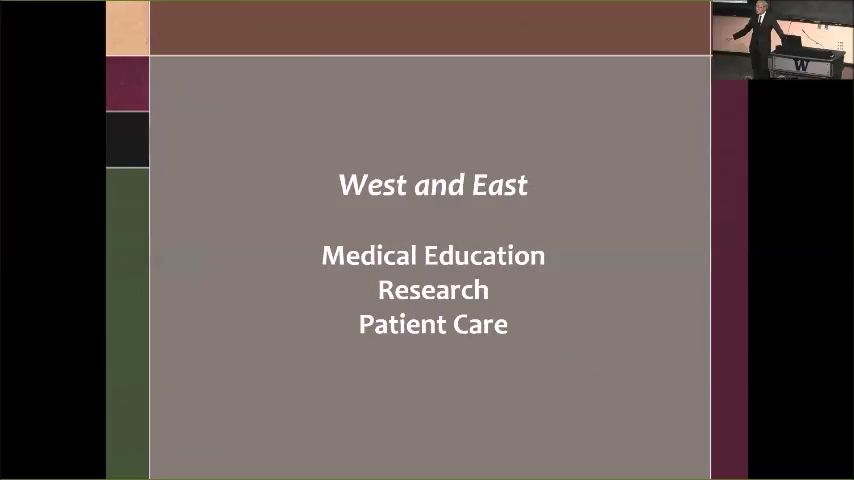 West and East
Medical Education
Research
Patient Care
W